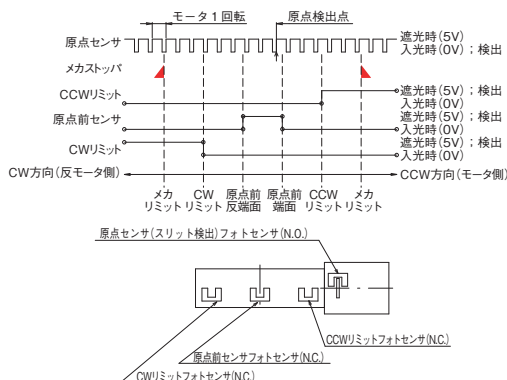 モータ1回転
原点検出点
原点センサ
遮光時(5V)
入光時(0V)；検出
メカストッパ
CCWリミット
遮光時(5V)；検出
入光時(0V)
原点前センサ
遮光時(5V)；検出
入光時(0V)
CWリミット
遮光時(5V)；検出
入光時(0V)
CW方向(反モータ側)
CCW方向(モータ側)
メカ リミット
CW リミット
原点前 反端面
原点前 端面
CCW リミット
メカ リミット
原点センサ(スリット検出)フォトセンサ(N.O.)
CCWリミットフォトセンサ(N.C.)
原点前センサフォトセンサ(N.C.)
CWリミットフォトセンサ(N.C.)